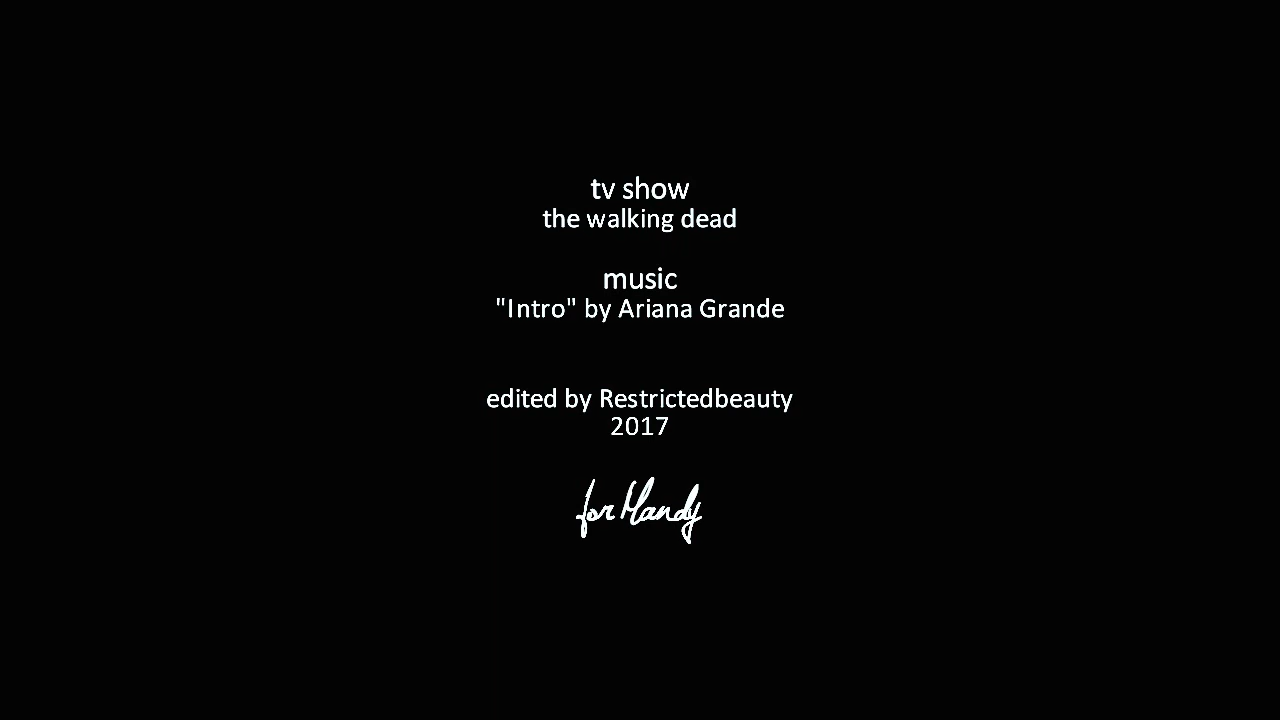 tv show
the walking dead
music
"Intro" by Ariana Grande
edited by Restrictedbeauty
2017
for Mandy